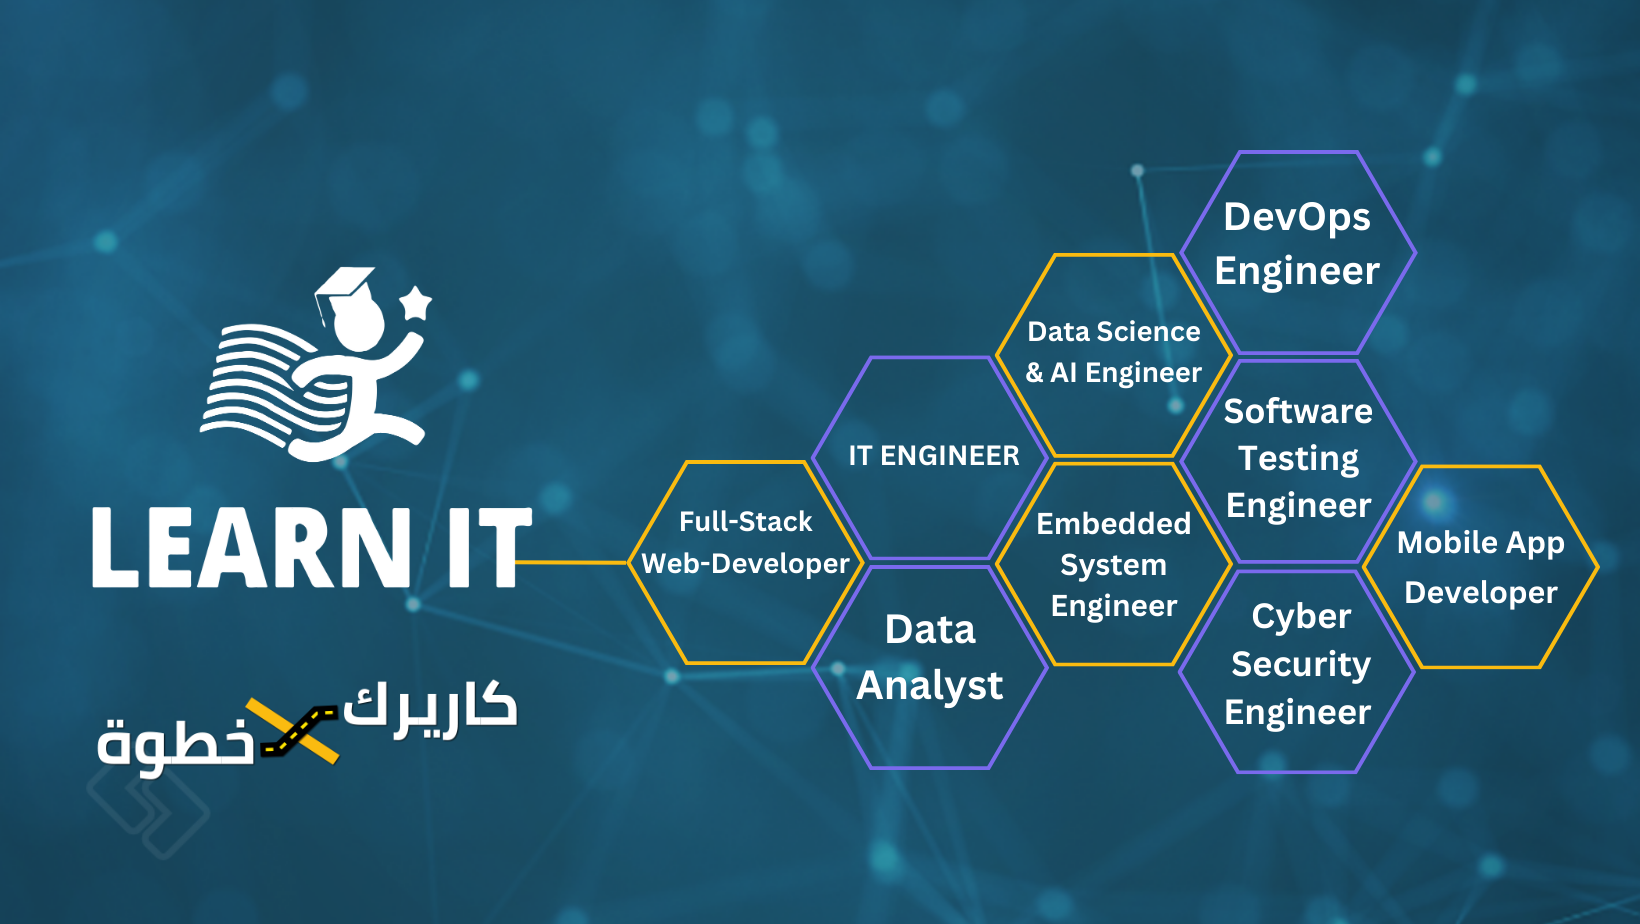 LEARN IT
كاريرك
خطوة
Full-Stack
Web-Developer
IT ENGINEER
Data
Analyst
Data Science
& AI Engineer
Embedded
System
Engineer
DevOps
Engineer
Software
Testing
Engineer
Cyber
Security
Engineer
Mobile App
Developer